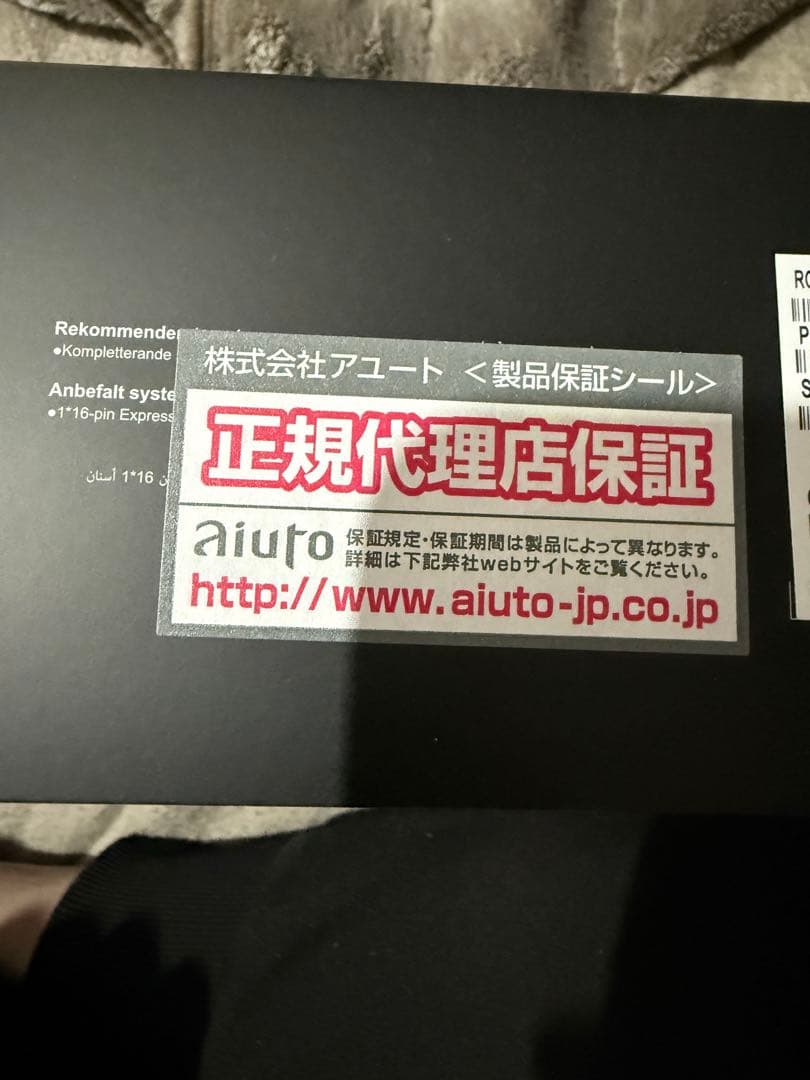 Rekommende
●Kompletterande
Anbefalt syste
●1*16-pin Express
16*1 أسنان
株式会社アユート ＜製品保証シール＞
正規代理店保証
aiuto
保証規定・保証期間は製品によって異なります。
詳細は下記弊社webサイトをご覧ください。
http://www.aiuto-jp.co.jp
RO
P
S